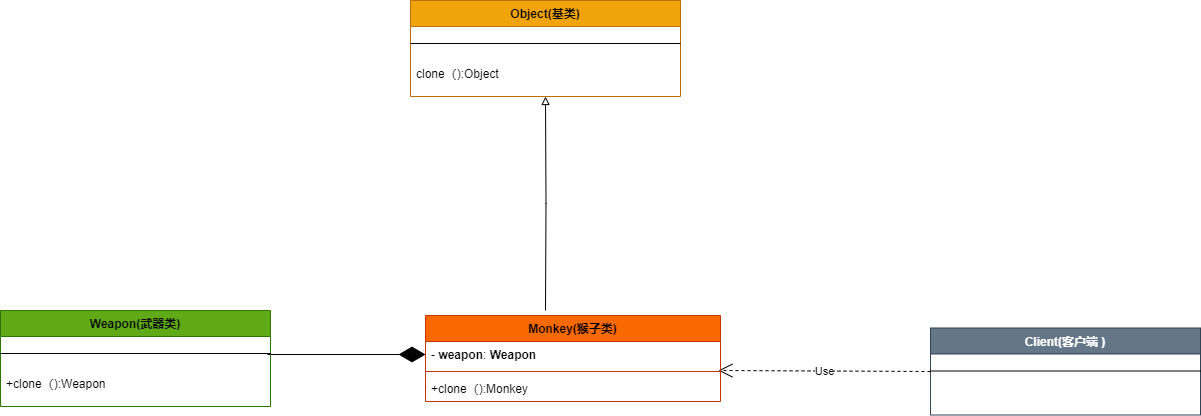 Object(基类)
clone（):Object
Weapon(武器类)
+clone（):Weapon
Monkey(猴子类)
- weapon: Weapon
+clone（):Monkey
Use
Client(客户端 )